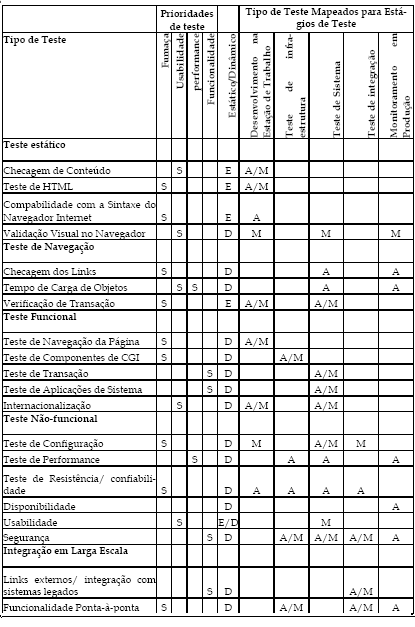 Prioridades de teste Tipo de Teste Mapeados para Está-
gios de Teste
Tipo de Teste Fumaça Usabilidade performance Funcionalidade Estático/Dinâmico Desenvolvimento na Estação de Trabalho Teste de infra-estrutura Teste de Sistema Teste de integração Monitoramento em Produção
Teste estático
Checagem de Conteúdo S E A/M
Teste de HTML S E A/M
Compabilidade com a Sintaxe do
Navegador Internet S E A
Validação Visual no Navegador S D M M M
Teste de Navegação
Checagem dos Links S D A A
Tempo de Carga de Objetos S S D A A
Verificação de Transação S E A/M A/M
Teste Funcional
Teste de Navegação da Página S D A/M
Teste de Componentes de CGI S D A/M
Teste de Transação S D A/M
Teste de Aplicações de Sistema S D A/M
Internacionalização S D A/M A/M
Teste Não-funcional
Teste de Configuração S D M A/M M
Teste de Performance S D A A A
Teste de Resistência/ confiabili-
dade S D A A A A
Disponibilidade D A
Usabilidade S E/D M
Segurança S D A/M A/M A/M A
Integração em Larga Escala
Links externos/ integração com
sistemas legados S D A/M
Funcionalidade Ponta-à-ponta S D A/M A/M A